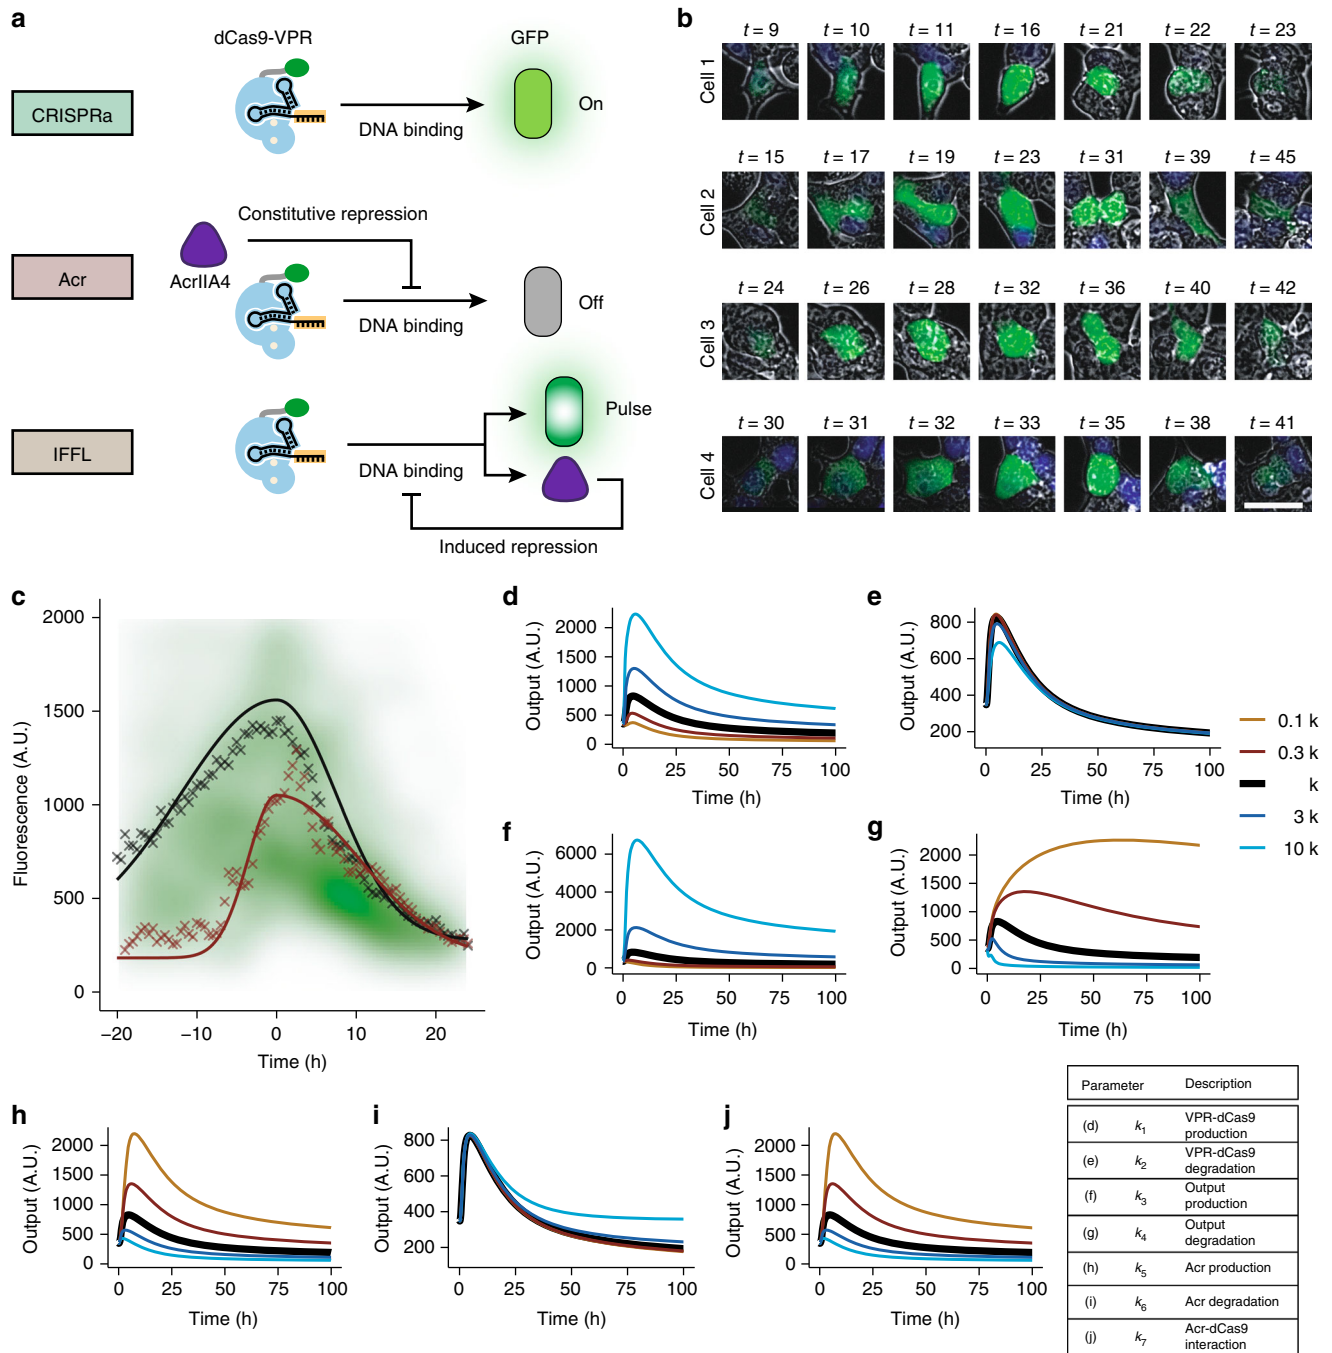 a
dCas9-VPR
GFP
CRISPRa
DNA binding
On
Constitutive repression
Acr
AcrIIA4
DNA binding
Off
IFFL
DNA binding
Pulse
Induced repression
b
t = 9 t = 10 t = 11 t = 16 t = 21 t = 22 t = 23
Cell 1
t = 15 t = 17 t = 19 t = 23 t = 31 t = 39 t = 45
Cell 2
t = 24 t = 26 t = 28 t = 32 t = 36 t = 40 t = 42
Cell 3
t = 30 t = 31 t = 32 t = 33 t = 35 t = 38 t = 41
Cell 4
c
Fluorescence (A.U.)
2000
1500
1000
500
0
−20 −10 0 10 20
Time (h)
d
Output (A.U.)
2000
1500
1000
500
0
0 25 50 75 100
Time (h)
e
Output (A.U.)
800
600
400
200
0 25 50 75 100
Time (h)
0.1 k
0.3 k
k
3 k
10 k
f
Output (A.U.)
6000
4000
2000
0
0 25 50 75 100
Time (h)
g
Output (A.U.)
2000
1500
1000
500
0
0 25 50 75 100
Time (h)
h
Output (A.U.)
2000
1500
1000
500
0
0 25 50 75 100
Time (h)
i
Output (A.U.)
800
600
400
200
0 25 50 75 100
Time (h)
j
Output (A.U.)
2000
1500
1000
500
0
0 25 50 75 100
Time (h)
Parameter Description
(d) k1 VPR-dCas9
production
(e) k2 VPR-dCas9
degradation
(f) k3 Output
production
(g) k4 Output
degradation
(h) k5 Acr production
(i) k6 Acr degradation
(j) k7 Acr-dCas9
interaction